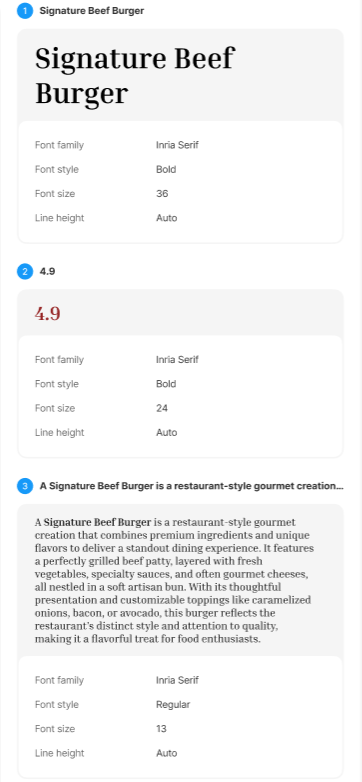 1 Signature Beef Burger
Signature Beef
Burger
Font family Inria Serif
Font style Bold
Font size 36
Line height Auto
2 4.9
4.9
Font family Inria Serif
Font style Bold
Font size 24
Line height Auto
3 A Signature Beef Burger is a restaurant-style gourmet creation...
A Signature Beef Burger is a restaurant-style gourmet
creation that combines premium ingredients and unique
flavors to deliver a standout dining experience. It features
a perfectly grilled beef patty, layered with fresh
vegetables, specialty sauces, and often gourmet cheeses,
all nestled in a soft artisan bun. With its thoughtful
presentation and customizable toppings like caramelized
onions, bacon, or avocado, this burger reflects the
restaurant's distinct style and attention to quality,
making it a flavorful treat for food enthusiasts.
Font family Inria Serif
Font style Regular
Font size 13
Line height Auto